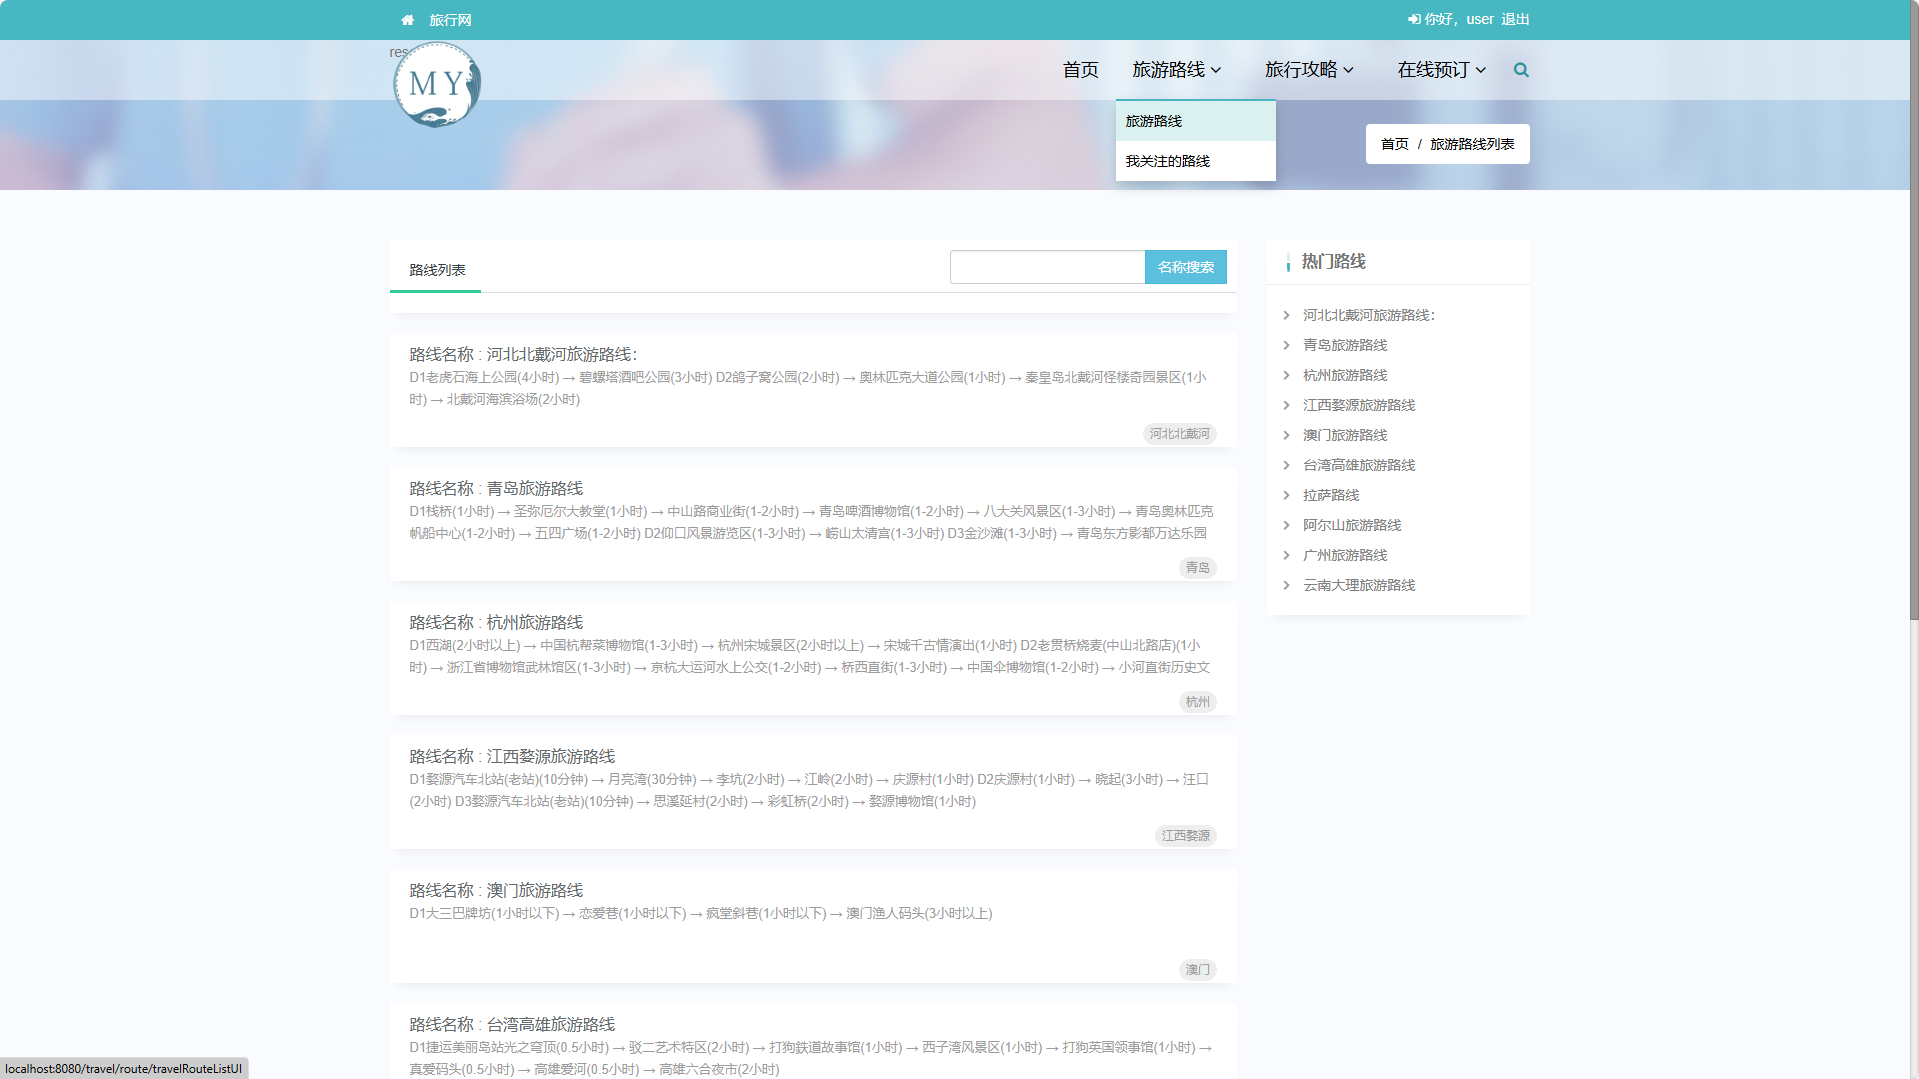 旅行网
你好，user 退出
res
MY
首页 旅游路线 旅行攻略 在线预订
旅游路线
我关注的路线
首页 / 旅游路线列表
路线列表
名称搜索
路线名称 : 河北北戴河旅游路线：
D1老虎石海上公园(4小时) → 碧螺塔酒吧公园(3小时) D2鸽子窝公园(2小时) → 奥林匹克大道公园(1小时) → 秦皇岛北戴河怪楼奇园景区(1小
时) → 北戴河海滨浴场(2小时)
河北北戴河
路线名称 : 青岛旅游路线
D1栈桥(1小时) → 圣弥厄尔大教堂(1小时) → 中山路商业街(1-2小时) → 青岛啤酒博物馆(1-2小时) → 八大关风景区(1-3小时) → 青岛奥林匹克
帆船中心(1-2小时) → 五四广场(1-2小时) D2仰口风景游览区(1-3小时) → 崂山太清宫(1-3小时) D3金沙滩(1-3小时) → 青岛东方影都万达乐园
青岛
路线名称 : 杭州旅游路线
D1西湖(2小时以上) → 中国杭帮菜博物馆(1-3小时) → 杭州宋城景区(2小时以上) → 宋城千古情演出(1小时) D2老贯桥烧麦(中山北路店)(1小
时) → 浙江省博物馆武林馆区(1-3小时) → 京杭大运河水上公交(1-2小时) → 桥西直街(1-3小时) → 中国伞博物馆(1-2小时) → 小河直街历史文
杭州
路线名称 : 江西婺源旅游路线
D1婺源汽车北站(老站)(10分钟) → 月亮湾(30分钟) → 李坑(2小时) → 江岭(2小时) → 庆源村(1小时) D2庆源村(1小时) → 晓起(3小时) → 汪口
(2小时) D3婺源汽车北站(老站)(10分钟) → 思溪延村(2小时) → 彩虹桥(2小时) → 婺源博物馆(1小时)
江西婺源
路线名称 : 澳门旅游路线
D1大三巴牌坊(1小时以下) → 恋爱巷(1小时以下) → 疯堂斜巷(1小时以下) → 澳门渔人码头(3小时以上)
澳门
路线名称 : 台湾高雄旅游路线
D1捷运美丽岛站光之穹顶(0.5小时) → 驳二艺术特区(2小时) → 打狗鉄道故事馆(1小时) → 西子湾风景区(1小时) → 打狗英国领事馆(1小时) →
真爱码头(0.5小时) → 高雄爱河(0.5小时) → 高雄六合夜市(2小时)
热门路线
河北北戴河旅游路线：
青岛旅游路线
杭州旅游路线
江西婺源旅游路线
澳门旅游路线
台湾高雄旅游路线
拉萨路线
阿尔山旅游路线
广州旅游路线
云南大理旅游路线
localhost:8080/travel/route/travelRouteListUI